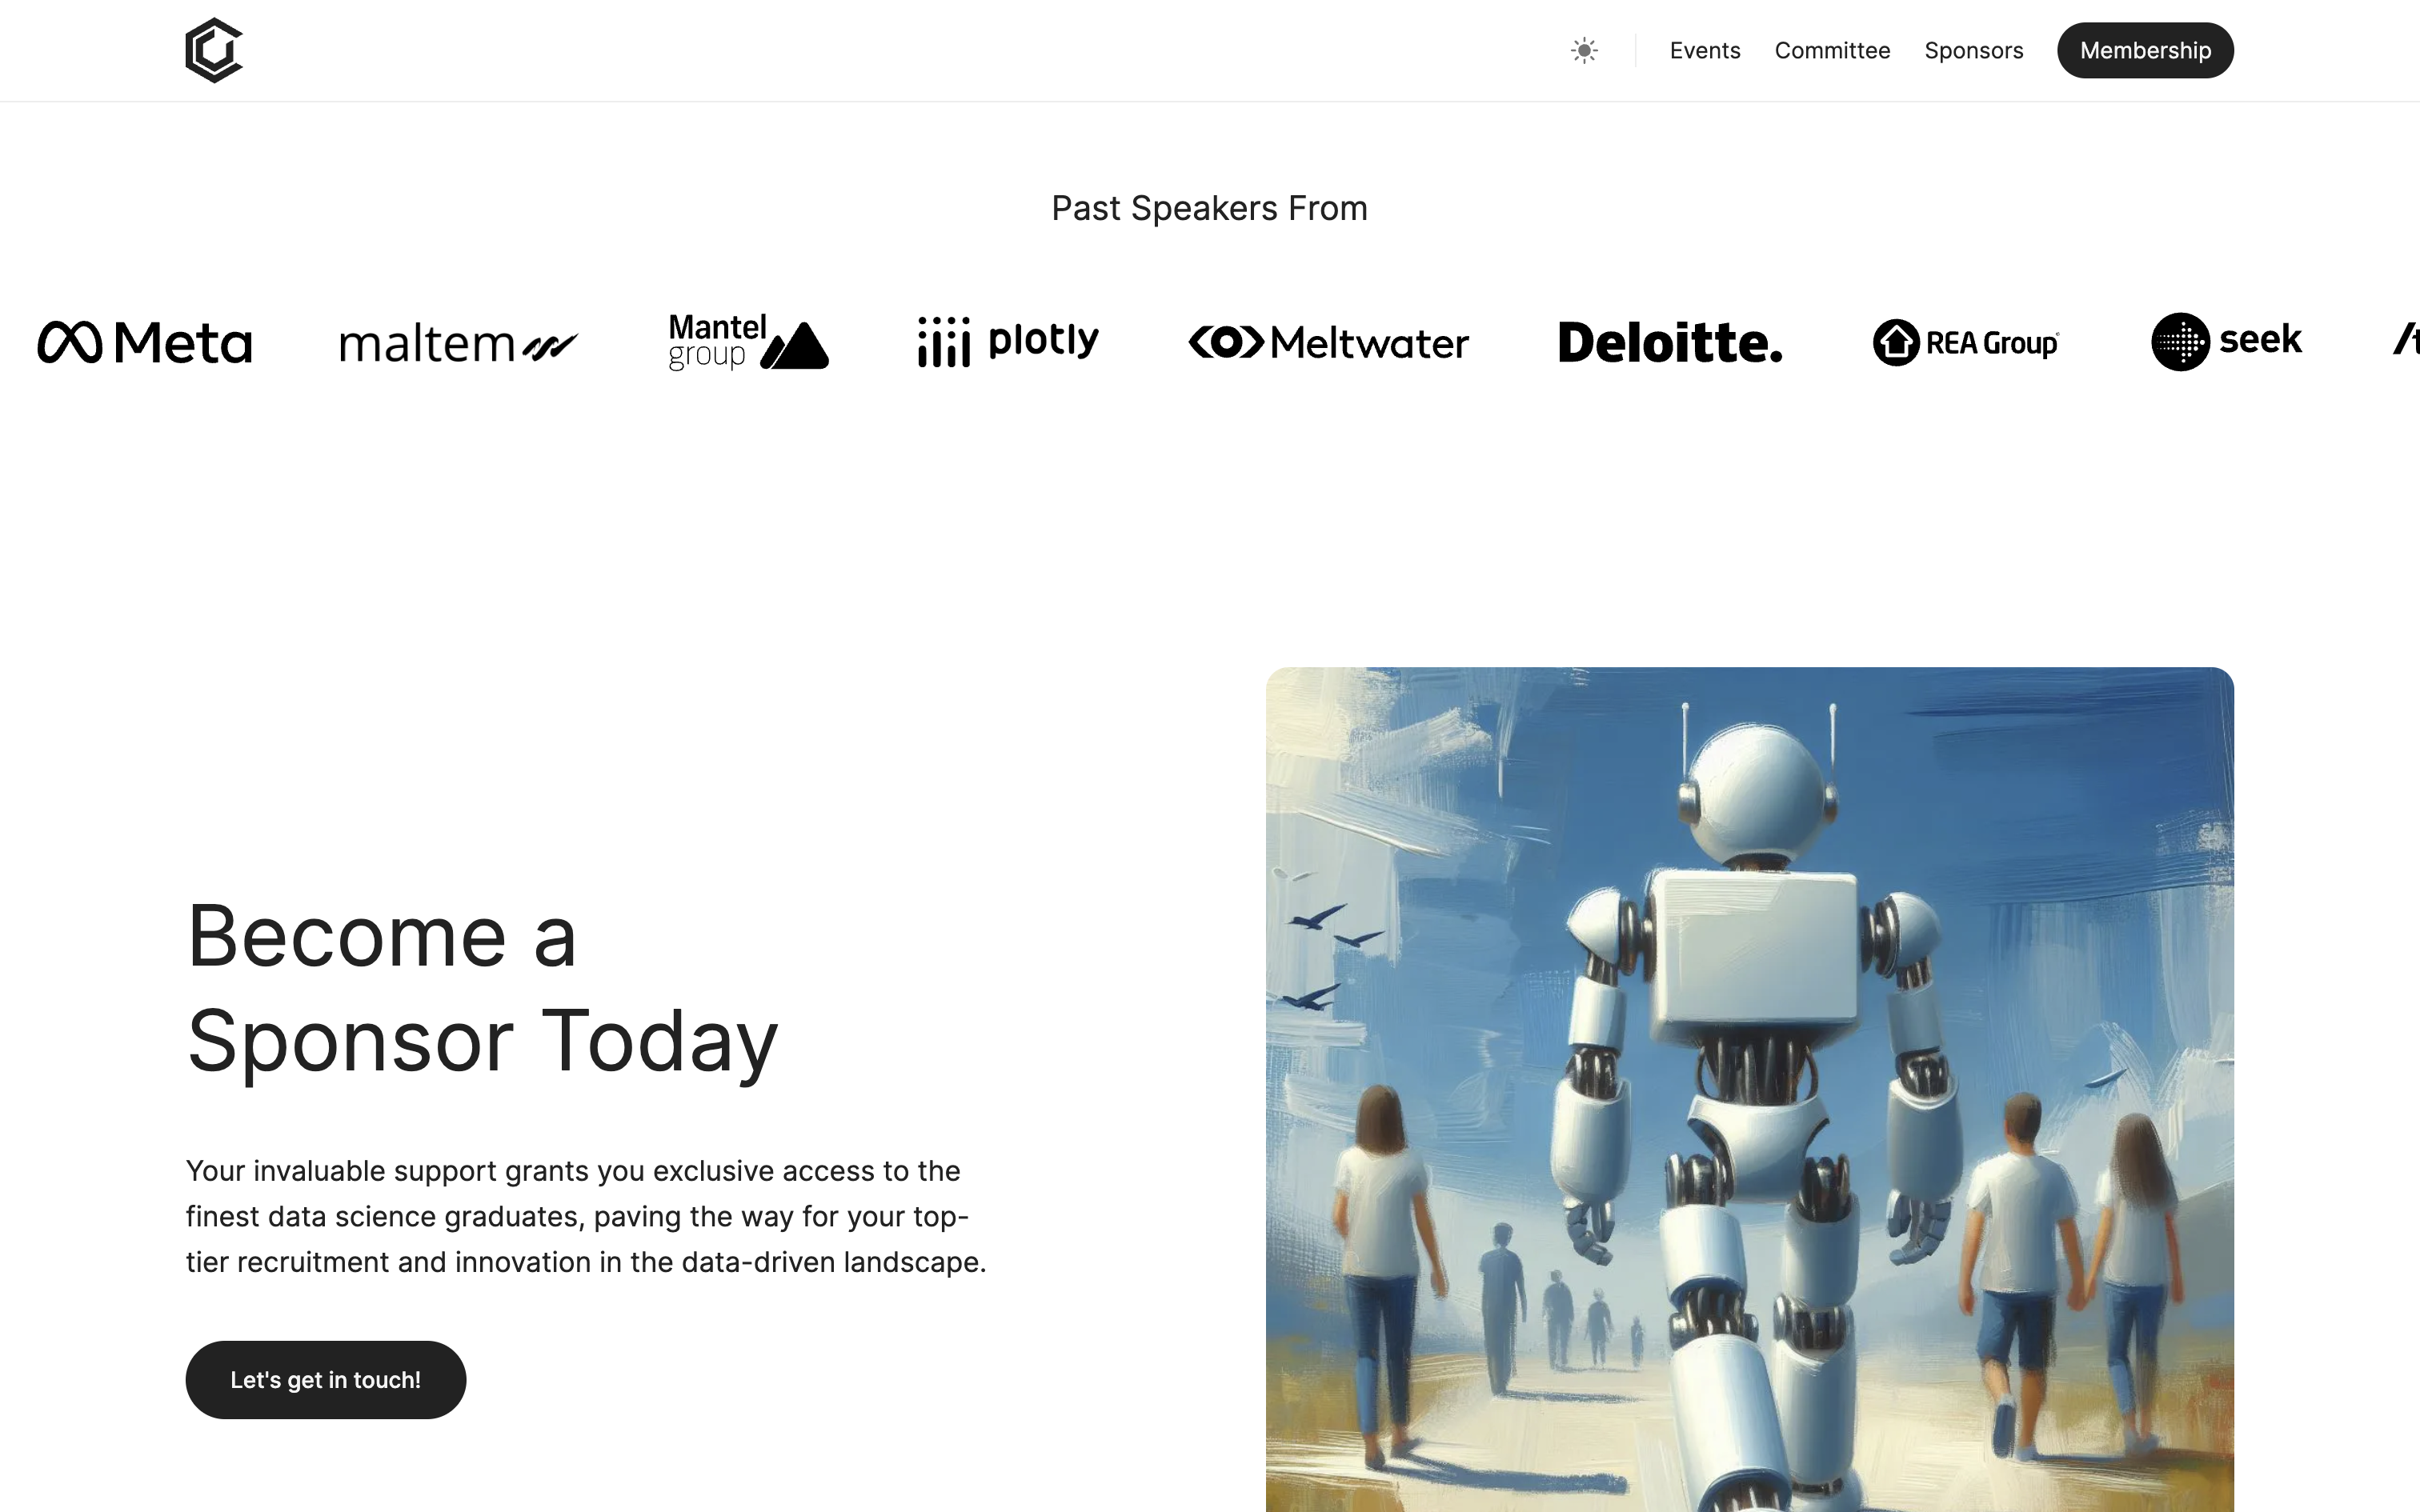 Events
Committee
Sponsors
Membership
Past Speakers From
Meta
maltem
Mantel
group
plotly
Meltwater
Deloitte.
REA Group
seek
Become a
Sponsor Today
Your invaluable support grants you exclusive access to the
finest data science graduates, paving the way for your top-
tier recruitment and innovation in the data-driven landscape.
Let's get in touch!